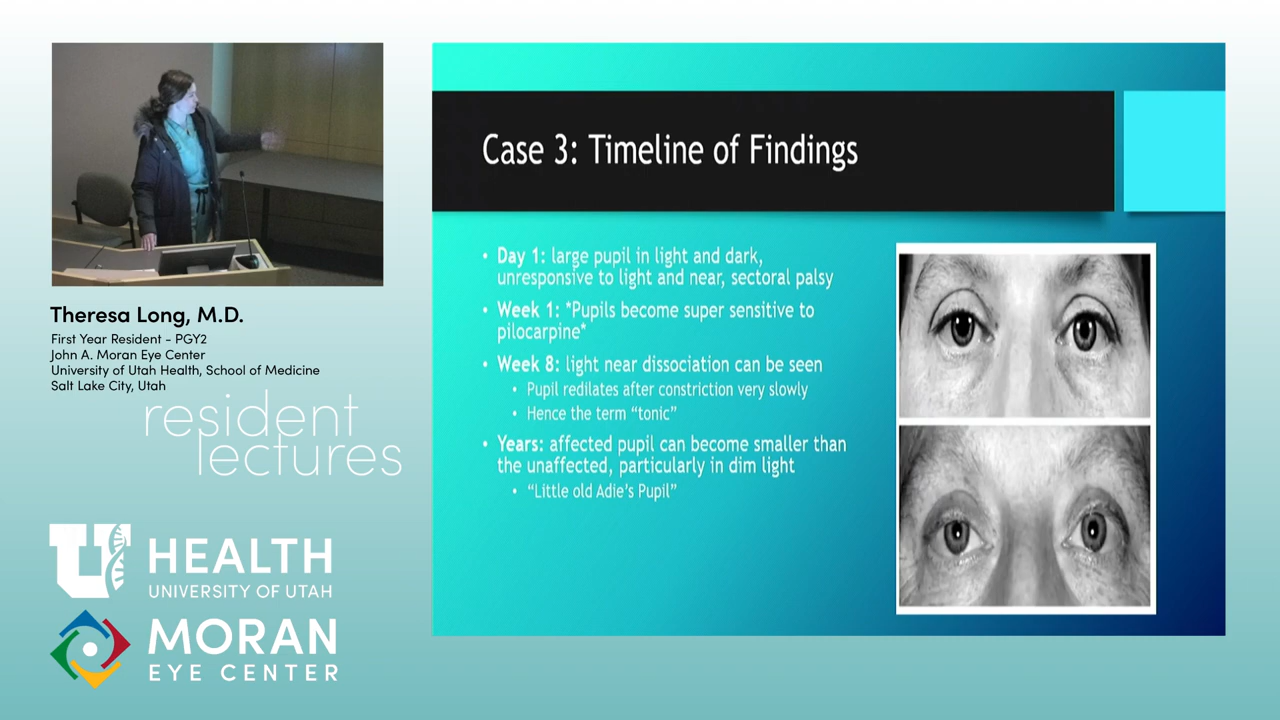 Theresa Long, M.D.
First Year Resident - PGY2
John A. Moran Eye Center
University of Utah Health, School of Medicine
Salt Lake City, Utah
resident
lectures
U HEALTH
UNIVERSITY OF UTAH
MORAN
EYE CENTER
Case 3: Timeline of Findings
• Day 1: large pupil in light and dark,
unresponsive to light and near, sectoral palsy
• Week 1: *Pupils become super sensitive to
pilocarpine*
• Week 8: light near dissociation can be seen
• Pupil redilates after constriction very slowly
• Hence the term “tonic”
• Years: affected pupil can become smaller than
the unaffected, particularly in dim light
• “Little old Adie’s Pupil”